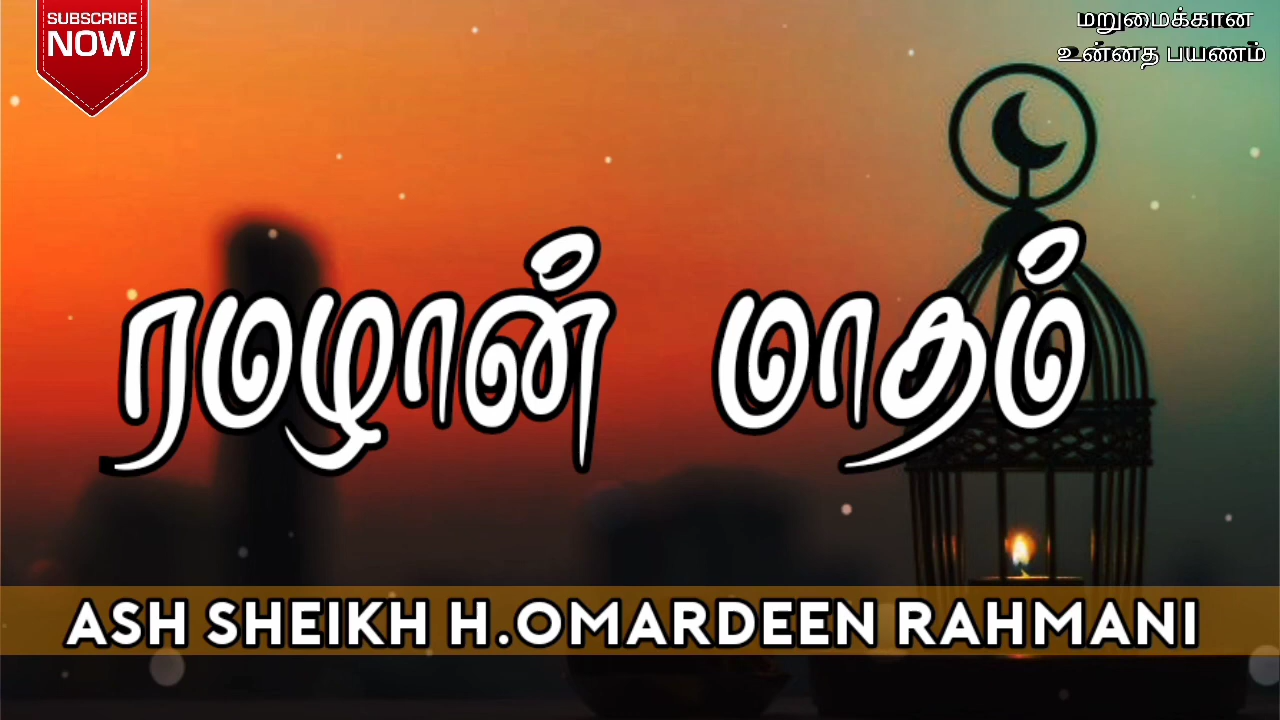 SUBSCRIBE
NOW
மறுமைக்கான
உன்னத பயணம்
ரமழான் மாதம்
ASH SHEIKH H.OMARDEEN RAHMANI